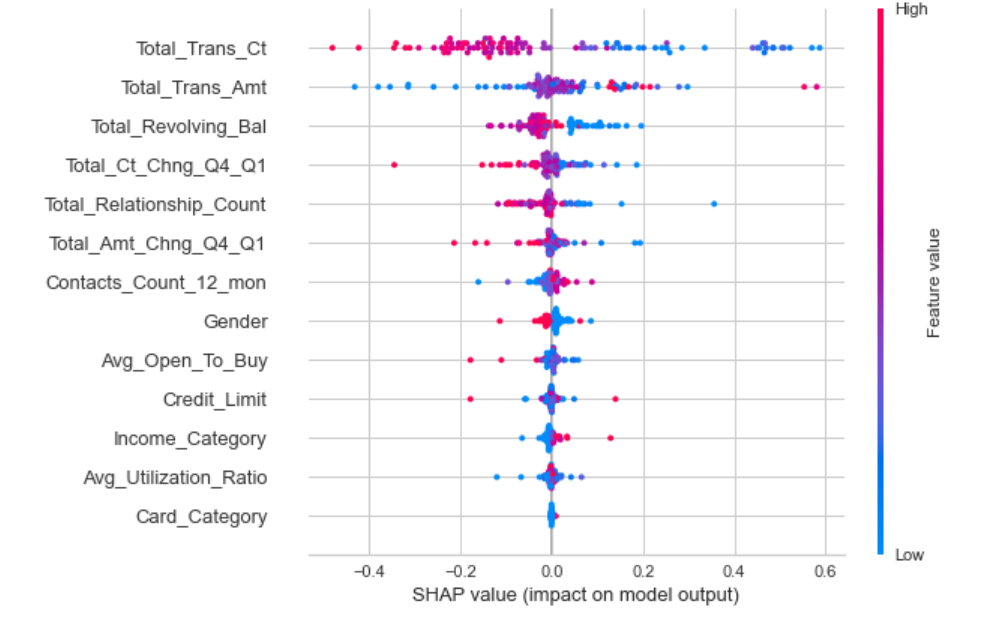 High
Total_Trans_Ct
Total_Trans_Amt
Total_Revolving_Bal
Total_Ct_Chng_Q4_Q1
Total_Relationship_Count
Total_Amt_Chng_Q4_Q1
Contacts_Count_12_mon
Gender
Avg_Open_To_Buy
Credit_Limit
Income_Category
Avg_Utilization_Ratio
Card_Category
Feature value
Low
−0.4 −0.2 0.0 0.2 0.4 0.6
SHAP value (impact on model output)